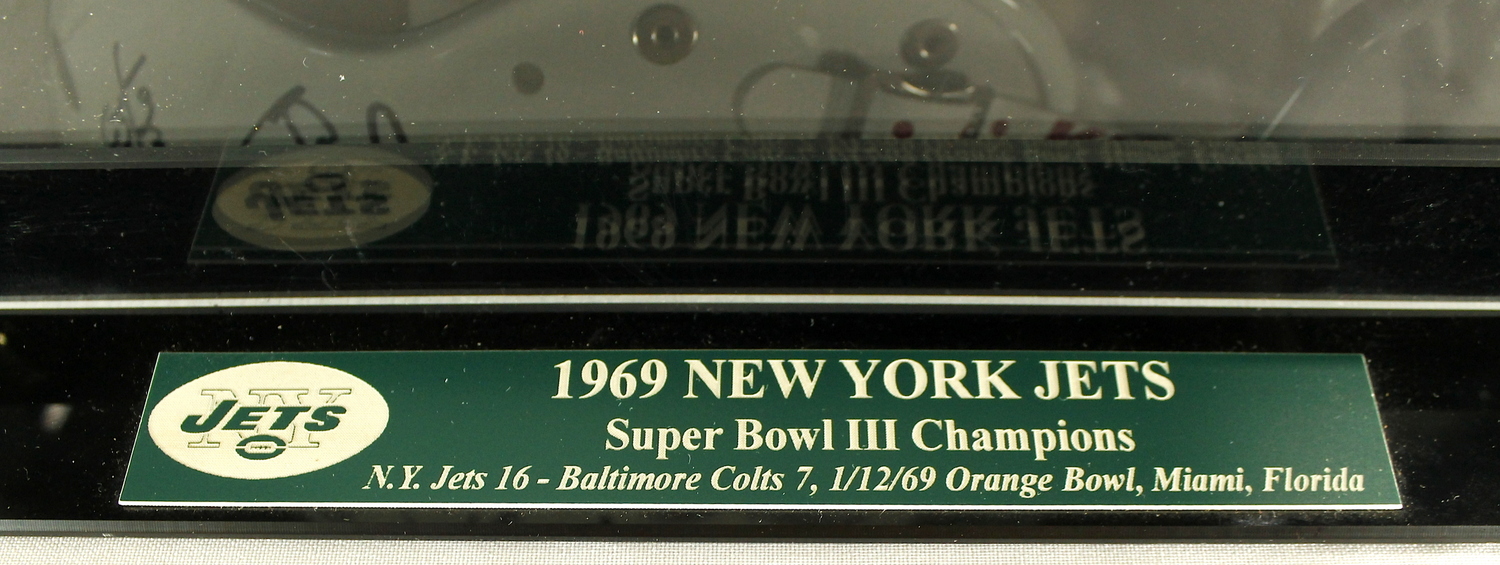 1969 NEW YORK JETS
Super Bowl III Champions
N.Y. Jets 16 - Baltimore Colts 7, 1/12/69 Orange Bowl, Miami, Florida
NY
JETS